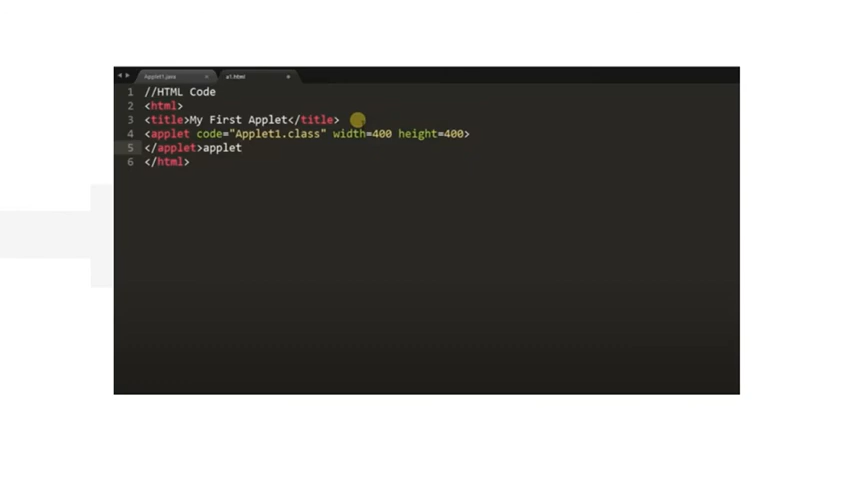 Applet1.java × a1.html
1 //HTML Code
2 <html>
3 <title>My First Applet</title>
4 <applet code="Applet1.class" width=400 height=400>
5 </applet>applet
6 </html>